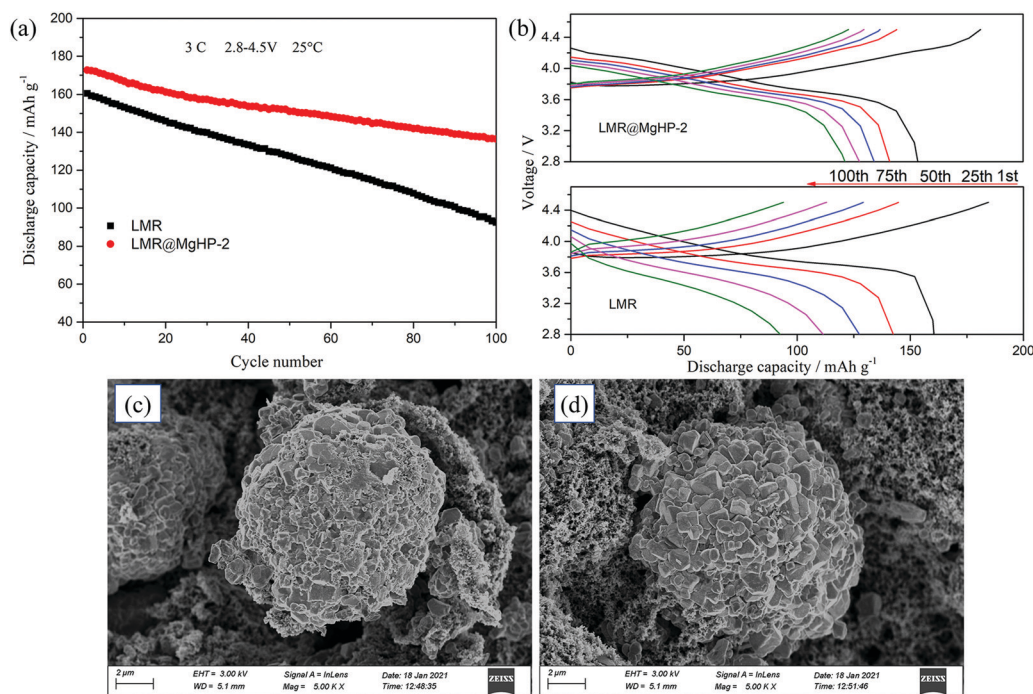 (a)
Discharge capacity / mAh g⁻¹
200
180
160
140
120
100
80
60
40
3 C 2.8-4.5V 25°C
LMR
LMR@MgHP-2
0 20 40 60 80 100
Cycle number
(b)
Voltage / V
4.4
4.0
3.6
3.2
2.8
LMR@MgHP-2
100th 75th 50th 25th 1st
4.4
4.0
3.6
3.2
2.8
LMR
0 50 100 150 200
Discharge capacity / mAh g⁻¹
(c)
2 μm
EHT = 3.00 kV Signal A = InLens Date: 18 Jan 2021
WD = 5.1 mm Mag = 5.00 K X Time: 12:48:35
ZEISS
(d)
2 μm
EHT = 3.00 kV Signal A = InLens Date: 18 Jan 2021
WD = 5.1 mm Mag = 5.00 K X Time: 12:51:46
ZEISS